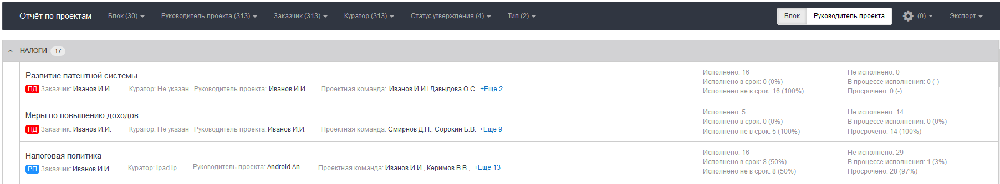 Отчёт по проектам Блок (30) Руководитель проекта (313) Заказчик (313) Куратор (313) Статус утверждения (4) Тип (2) Блок Руководитель проекта (0) Экспорт
НАЛОГИ 17
Развитие патентной системы
ПД Заказчик: Иванов И.И. Куратор: Не указан Руководитель проекта: Иванов И.И. Проектная команда: Иванов И.И. Давыдова О.С. +Еще 2
Исполнено: 16
Исполнено в срок: 0 (0%)
Исполнено не в срок: 16 (100%)
Не исполнено: 0
В процессе исполнения: 0 (-)
Просрочено: 0 (-)
Меры по повышению доходов
ПД Заказчик: Иванов И.И. Куратор: Не указан Руководитель проекта: Иванов И.И. Проектная команда: Смирнов Д.Н., Сорокин Б.В. +Еще 9
Исполнено: 5
Исполнено в срок: 0 (0%)
Исполнено не в срок: 5 (100%)
Не исполнено: 14
В процессе исполнения: 0 (0%)
Просрочено: 14 (100%)
Налоговая политика
РП Заказчик: Иванов И.И . Куратор: Ipad Ip. Руководитель проекта: Android An. Проектная команда: Иванов И.И., Керимов В.В., +Еще 13
Исполнено: 16
Исполнено в срок: 8 (50%)
Исполнено не в срок: 8 (50%)
Не исполнено: 29
В процессе исполнения: 1 (3%)
Просрочено: 28 (97%)